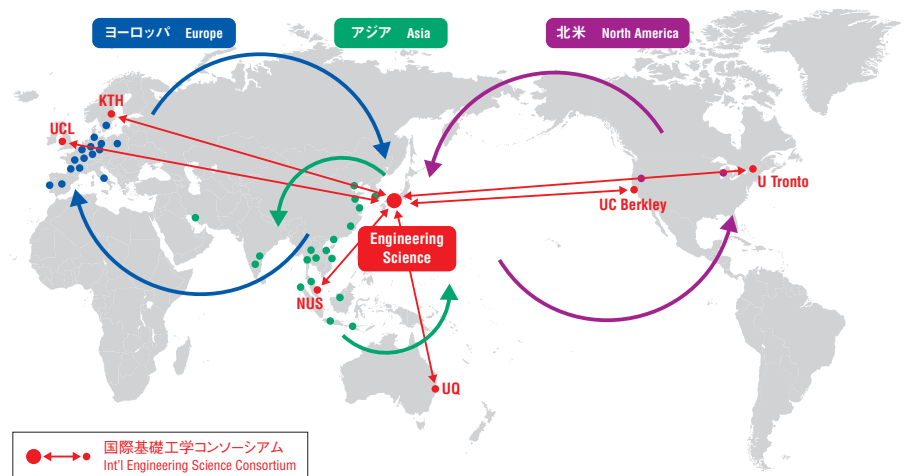 ヨーロッパ Europe
アジア Asia
北米 North America
KTH
UCL
U Tronto
UC Berkley
Engineering
Science
NUS
UQ
国際基礎工学コンソーシアム
Int'l Engineering Science Consortium